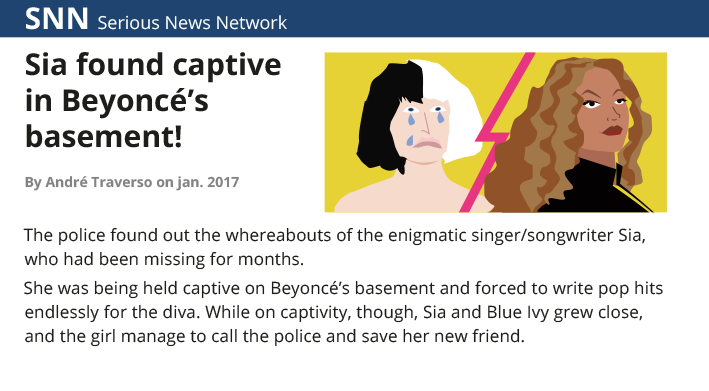 SNN Serious News Network
Sia found captive
in Beyoncé’s
basement!
By André Traverso on jan. 2017
The police found out the whereabouts of the enigmatic singer/songwriter Sia,
who had been missing for months.
She was being held captive on Beyoncé’s basement and forced to write pop hits
endlessly for the diva. While on captivity, though, Sia and Blue Ivy grew close,
and the girl manage to call the police and save her new friend.